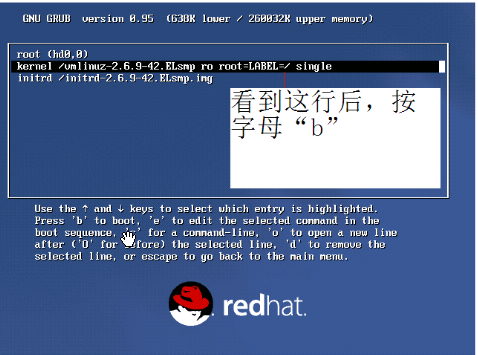 GNU GRUB version 0.95 (638K lower / 260032K upper memory)
root (hd0,0)
kernel /vmlinuz-2.6.9-42.ELsmp ro root=LABEL=/ single
initrd /initrd-2.6.9-42.ELsmp.img
看到这行后，按
字母“b”
Use the ↑ and ↓ keys to select which entry is highlighted.
Press 'b' to boot, 'e' to edit the selected command in the
boot sequence, for a command-line, 'o' to open a new line
after ('O' for before) the selected line, 'd' to remove the
selected line, or escape to go back to the main menu.
redhat.